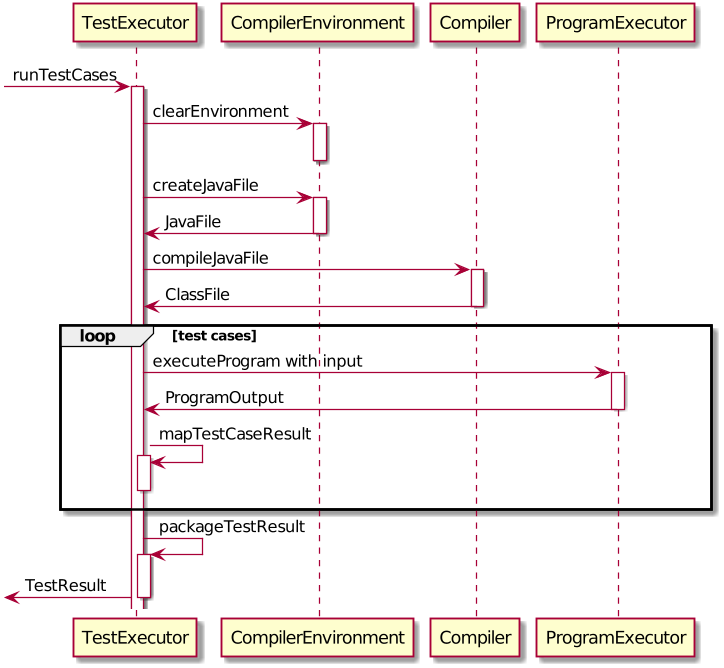 TestExecutor CompilerEnvironment Compiler ProgramExecutor
runTestCases
clearEnvironment
createJavaFile
JavaFile
compileJavaFile
ClassFile
loop [test cases]
executeProgram with input
ProgramOutput
mapTestCaseResult
packageTestResult
TestResult
TestExecutor CompilerEnvironment Compiler ProgramExecutor